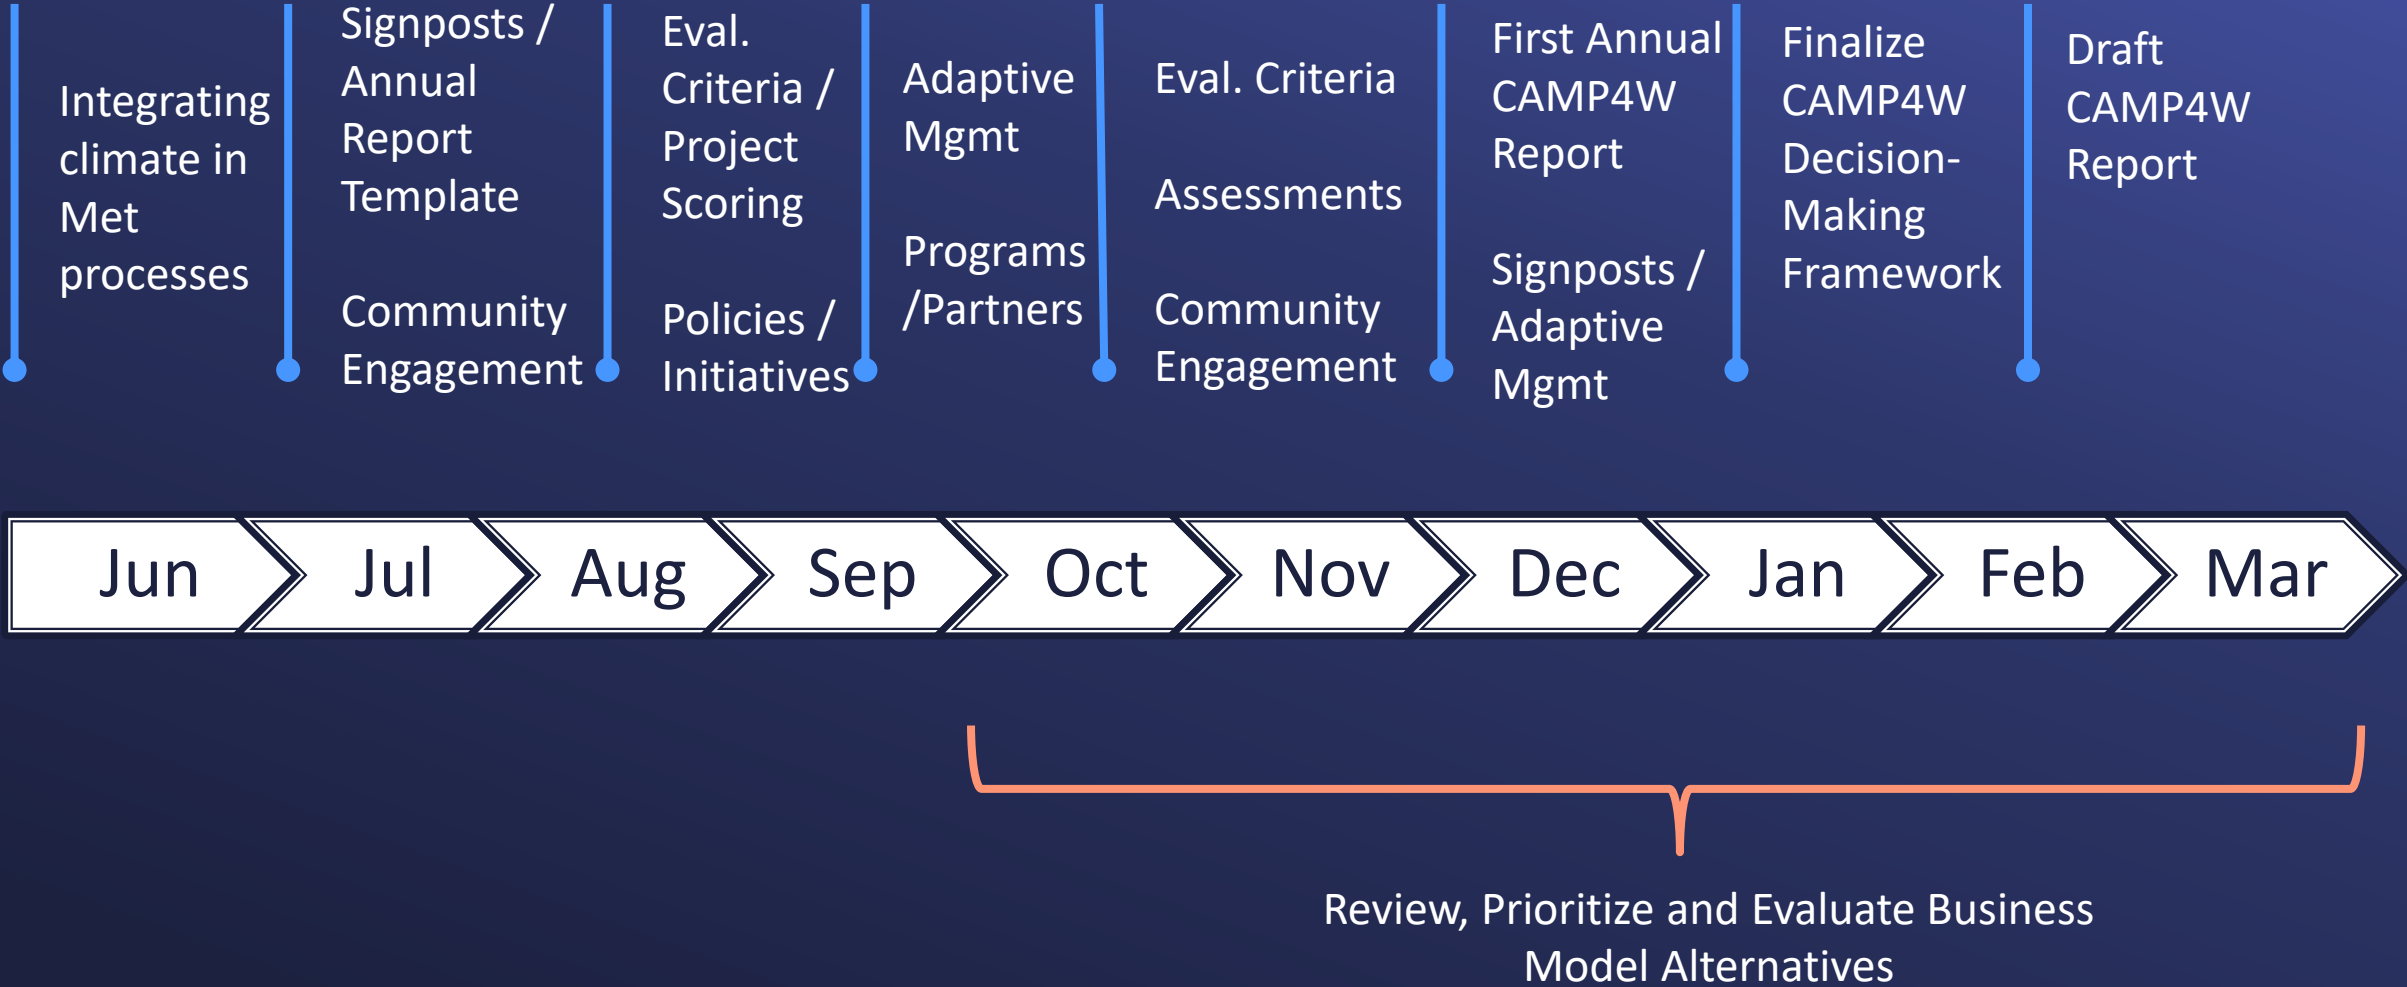 Integrating
climate in
Met
processes
Signposts /
Annual
Report
Template
Community
Engagement
Eval.
Criteria /
Project
Scoring
Policies /
Initiatives
Adaptive
Mgmt
Programs
/Partners
Eval. Criteria
Assessments
Community
Engagement
First Annual
CAMP4W
Report
Signposts /
Adaptive
Mgmt
Finalize
CAMP4W
Decision-
Making
Framework
Draft
CAMP4W
Report
Jun
Jul
Aug
Sep
Oct
Nov
Dec
Jan
Feb
Mar
Review, Prioritize and Evaluate Business
Model Alternatives